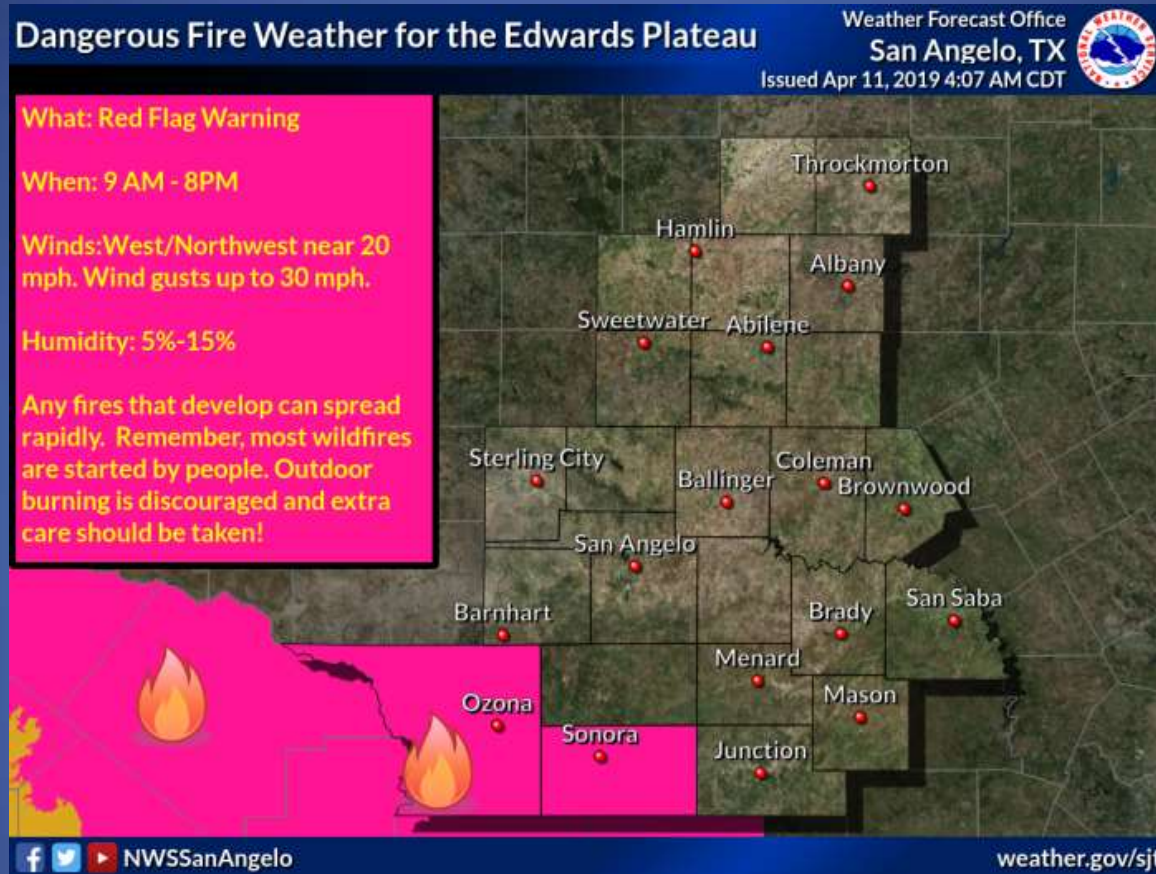 Dangerous Fire Weather for the Edwards Plateau
Weather Forecast Office
San Angelo, TX
Issued Apr 11, 2019 4:07 AM CDT
NATIONAL WEATHER SERVICE
What: Red Flag Warning
When: 9 AM - 8PM
Winds:West/Northwest near 20
mph. Wind gusts up to 30 mph.
Humidity: 5%-15%
Any fires that develop can spread
rapidly.  Remember, most wildfires
are started by people. Outdoor
burning is discouraged and extra
care should be taken!
Throckmorton
Hamlin
Albany
Sweetwater
Abilene
Sterling City
Ballinger
Coleman
Brownwood
San Angelo
Barnhart
Brady
San Saba
Menard
Mason
Ozona
Sonora
Junction
NWSSanAngelo
weather.gov/sjt